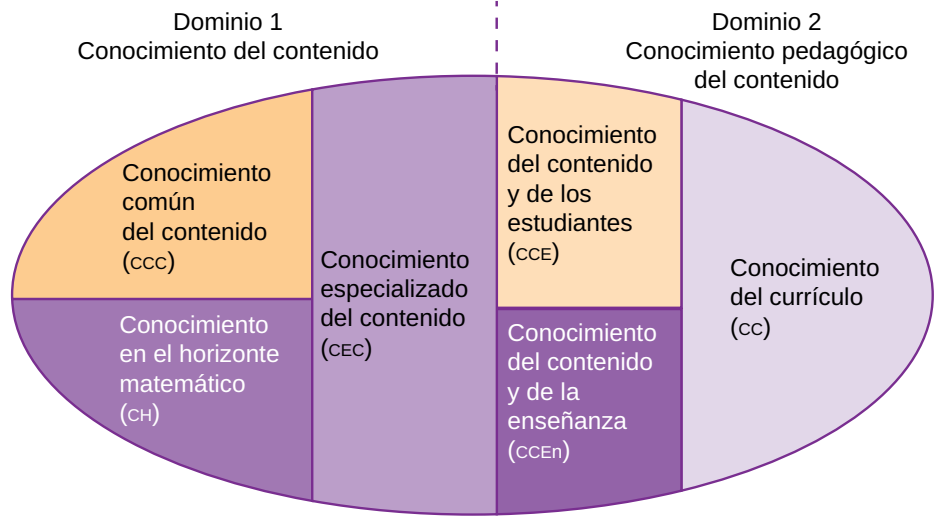 Dominio 1
Conocimiento del contenido
Dominio 2
Conocimiento pedagógico
del contenido
Conocimiento
común
del contenido
(CCC)
Conocimiento
en el horizonte
matemático
(CH)
Conocimiento
especializado
del contenido
(CEC)
Conocimiento
del contenido
y de los
estudiantes
(CCE)
Conocimiento
del contenido
y de la
enseñanza
(CCEn)
Conocimiento
del currículo
(CC)